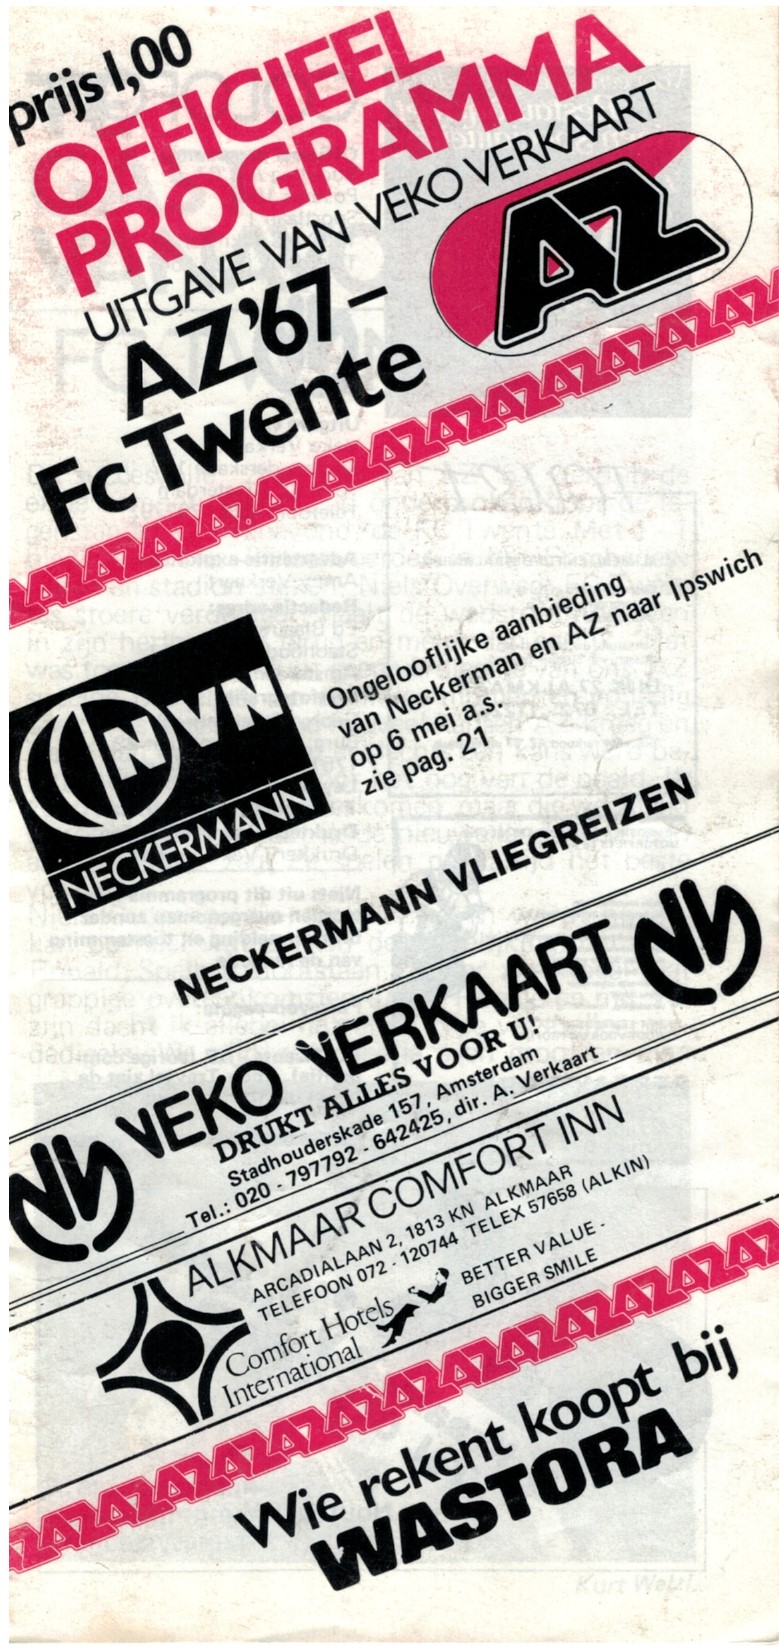 prijs 1,00
OFFICIEEL
PROGRAMMA
UITGAVE VAN VEKO VERKAART
AZ
AZ'67-
Fc Twente
NVN
NECKERMANN
Ongelooflijke aanbieding
van Neckerman en AZ naar Ipswich
op 6 mei a.s.
zie pag. 21
NECKERMANN VLIEGREIZEN
VEKO VERKAART
DRUKT ALLES VOOR U!
Stadhouderskade 157, Amsterdam
Tel.: 020 - 797792 - 642425, dir. A. Verkaart
ALKMAAR COMFORT INN
ARCADIALAAN 2, 1813 KN ALKMAAR
TELEFOON 072 - 120744 TELEX 57658 (ALKIN)
Comfort Hotels
International
BETTER VALUE -
BIGGER SMILE
Wie rekent koopt bij
WASTORA